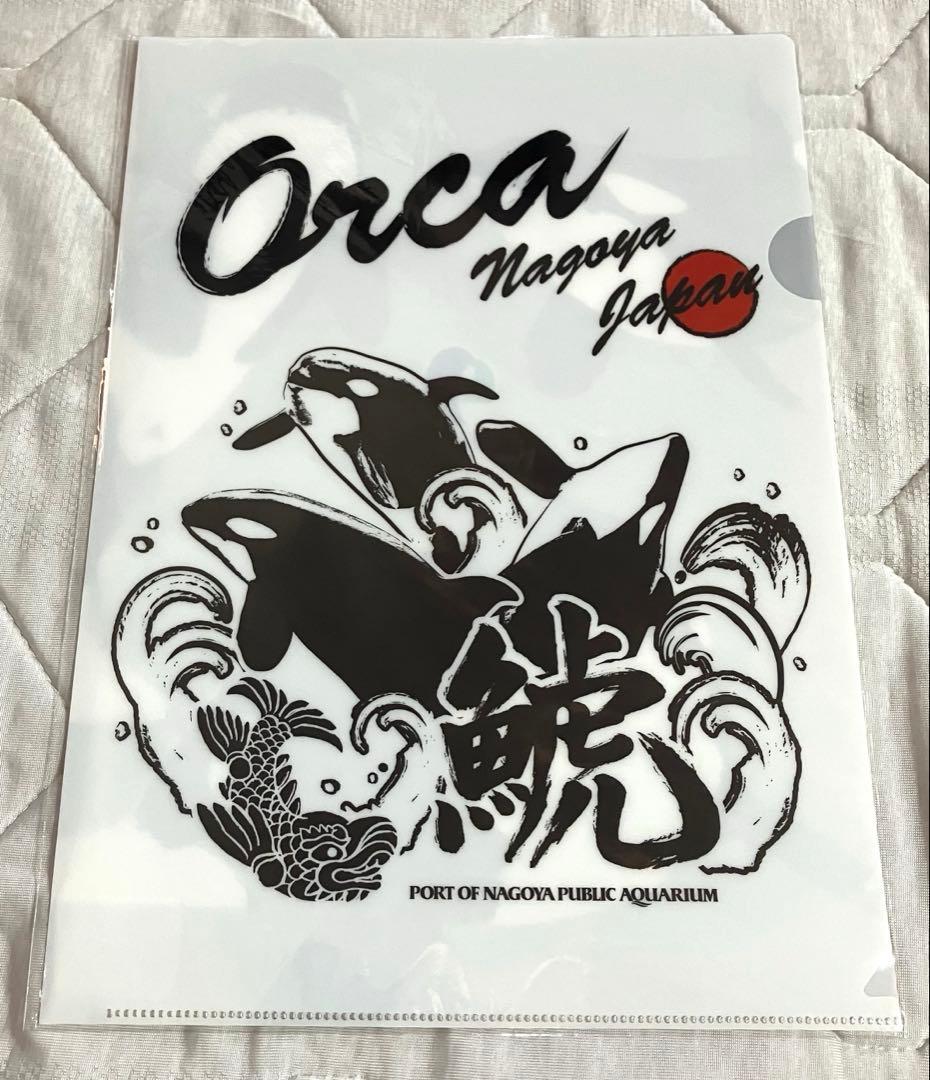 Orca
Nagoya
Japan
鯱
PORT OF NAGOYA PUBLIC AQUARIUM